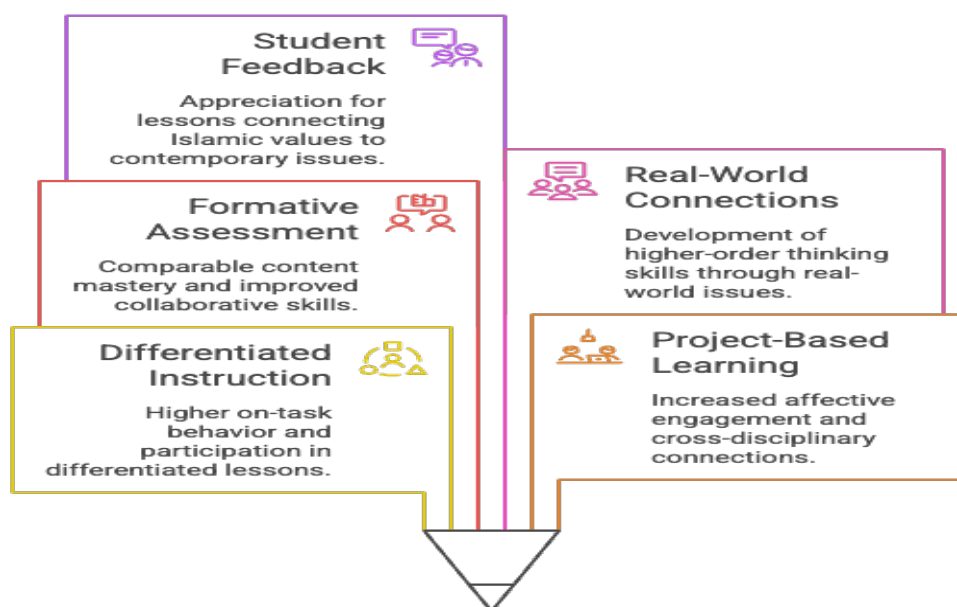 Student
Feedback
Appreciation for
lessons connecting
Islamic values to
contemporary issues.
Formative
Assessment
Comparable content
mastery and improved
collaborative skills.
Differentiated
Instruction
Higher on-task
behavior and
participation in
differentiated lessons.
Real-World
Connections
Development of
higher-order thinking
skills through real-
world issues.
Project-Based
Learning
Increased affective
engagement and
cross-disciplinary
connections.